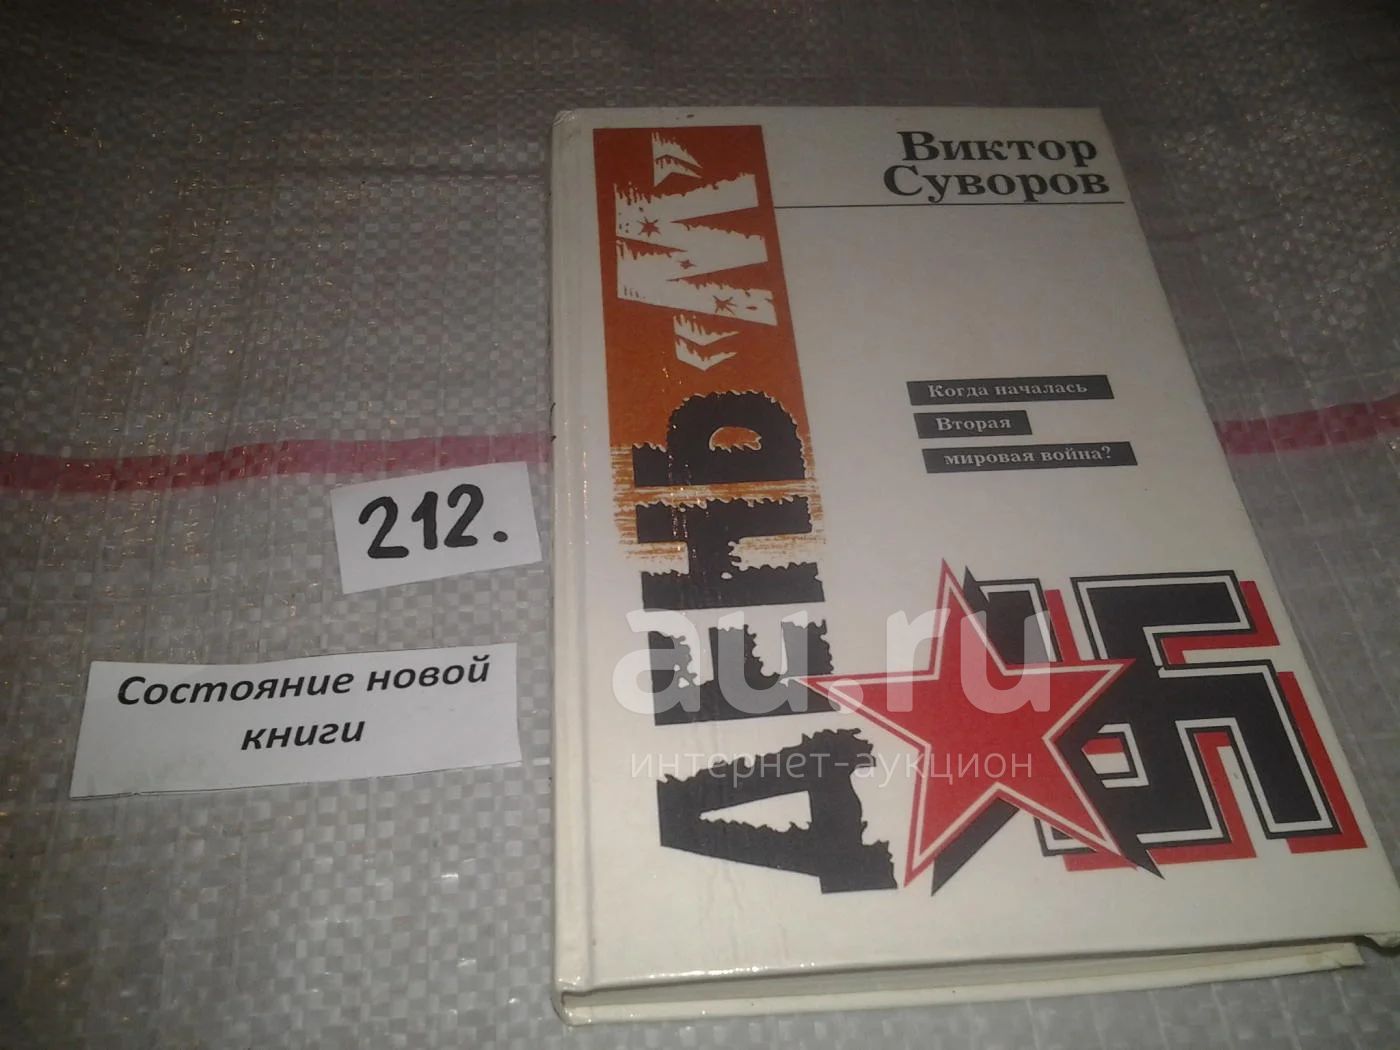 Виктор
Суворов
ДЕНЬ «М»
Когда началась
Вторая
мировая война?
212.
Состояние новой
книги
au.ru
интернет-аукцион